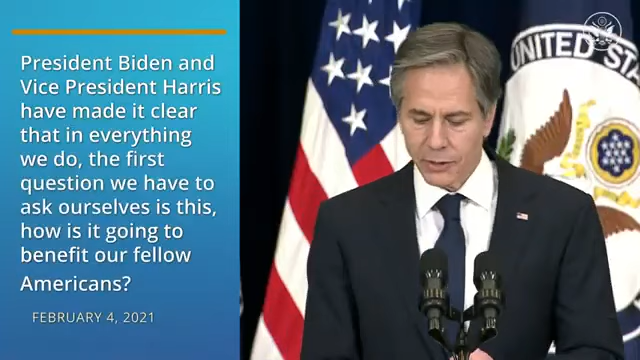 President Biden and
Vice President Harris
have made it clear
that in everything
we do, the first
question we have to
ask ourselves is this,
how is it going to
benefit our fellow
Americans?
FEBRUARY 4, 2021
UNITED STA